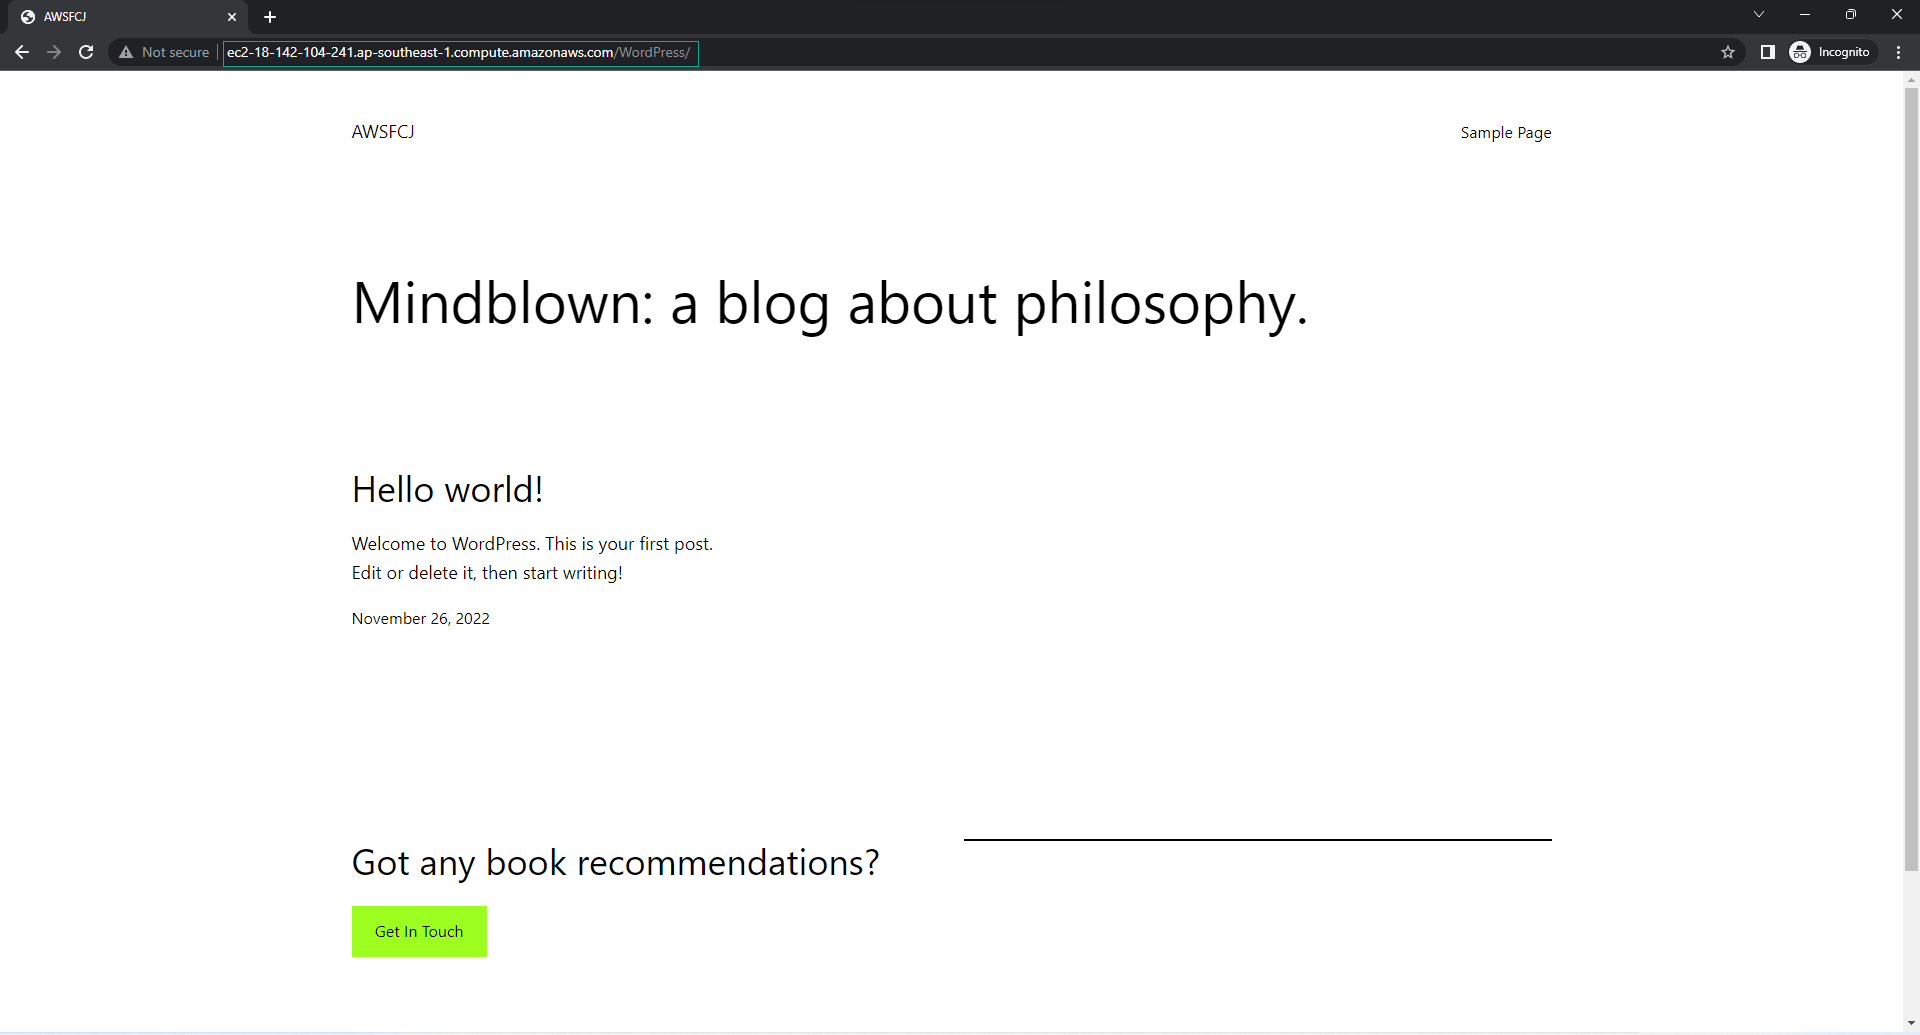 AWSFCJ
Not secure
ec2-18-142-104-241.ap-southeast-1.compute.amazonaws.com/WordPress/
Incognito
AWSFCJ
Sample Page
Mindblown: a blog about philosophy.
Hello world!
Welcome to WordPress. This is your first post.
Edit or delete it, then start writing!
November 26, 2022
Got any book recommendations?
Get In Touch